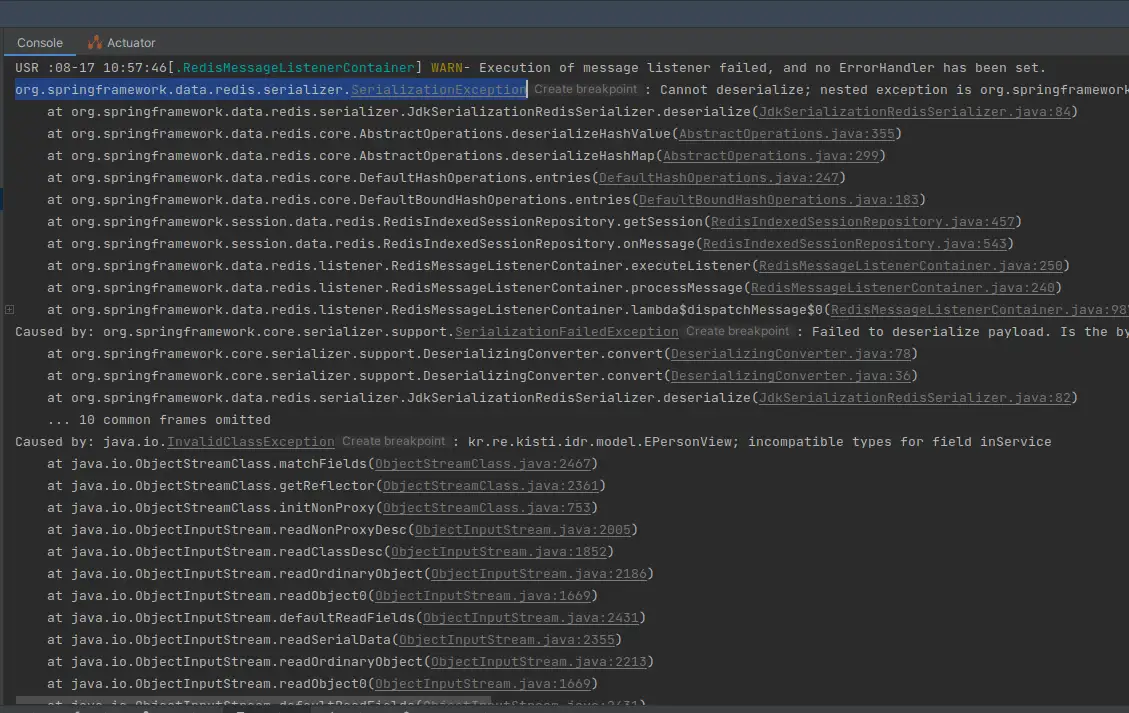 Console Actuator
USR :08-17 10:57:46[.RedisMessageListenerContainer] WARN- Execution of message listener failed, and no ErrorHandler has been set.
org.springframework.data.redis.serializer.SerializationException Create breakpoint : Cannot deserialize; nested exception is org.springframework
at org.springframework.data.redis.serializer.JdkSerializationRedisSerializer.deserialize(JdkSerializationRedisSerializer.java:84)
at org.springframework.data.redis.core.AbstractOperations.deserializeHashValue(AbstractOperations.java:355)
at org.springframework.data.redis.core.AbstractOperations.deserializeHashMap(AbstractOperations.java:299)
at org.springframework.data.redis.core.DefaultHashOperations.entries(DefaultHashOperations.java:247)
at org.springframework.data.redis.core.DefaultBoundHashOperations.entries(DefaultBoundHashOperations.java:183)
at org.springframework.session.data.redis.RedisIndexedSessionRepository.getSession(RedisIndexedSessionRepository.java:457)
at org.springframework.session.data.redis.RedisIndexedSessionRepository.onMessage(RedisIndexedSessionRepository.java:543)
at org.springframework.data.redis.listener.RedisMessageListenerContainer.executeListener(RedisMessageListenerContainer.java:250)
at org.springframework.data.redis.listener.RedisMessageListenerContainer.processMessage(RedisMessageListenerContainer.java:240)
at org.springframework.data.redis.listener.RedisMessageListenerContainer.lambda$dispatchMessage$0(RedisMessageListenerContainer.java:98
Caused by: org.springframework.core.serializer.support.SerializationFailedException Create breakpoint : Failed to deserialize payload. Is the by
at org.springframework.core.serializer.support.DeserializingConverter.convert(DeserializingConverter.java:78)
at org.springframework.core.serializer.support.DeserializingConverter.convert(DeserializingConverter.java:36)
at org.springframework.data.redis.serializer.JdkSerializationRedisSerializer.deserialize(JdkSerializationRedisSerializer.java:82)
... 10 common frames omitted
Caused by: java.io.InvalidClassException Create breakpoint : kr.re.kisti.idr.model.EPersonView; incompatible types for field inService
at java.io.ObjectStreamClass.matchFields(ObjectStreamClass.java:2467)
at java.io.ObjectStreamClass.getReflector(ObjectStreamClass.java:2361)
at java.io.ObjectStreamClass.initNonProxy(ObjectStreamClass.java:753)
at java.io.ObjectInputStream.readNonProxyDesc(ObjectInputStream.java:2005)
at java.io.ObjectInputStream.readClassDesc(ObjectInputStream.java:1852)
at java.io.ObjectInputStream.readOrdinaryObject(ObjectInputStream.java:2186)
at java.io.ObjectInputStream.readObject0(ObjectInputStream.java:1669)
at java.io.ObjectInputStream.defaultReadFields(ObjectInputStream.java:2431)
at java.io.ObjectInputStream.readSerialData(ObjectInputStream.java:2355)
at java.io.ObjectInputStream.readOrdinaryObject(ObjectInputStream.java:2213)
at java.io.ObjectInputStream.readObject0(ObjectInputStream.java:1669)
at java.io.ObjectInputStream.defaultReadFields(ObjectInputStream.java:2431)